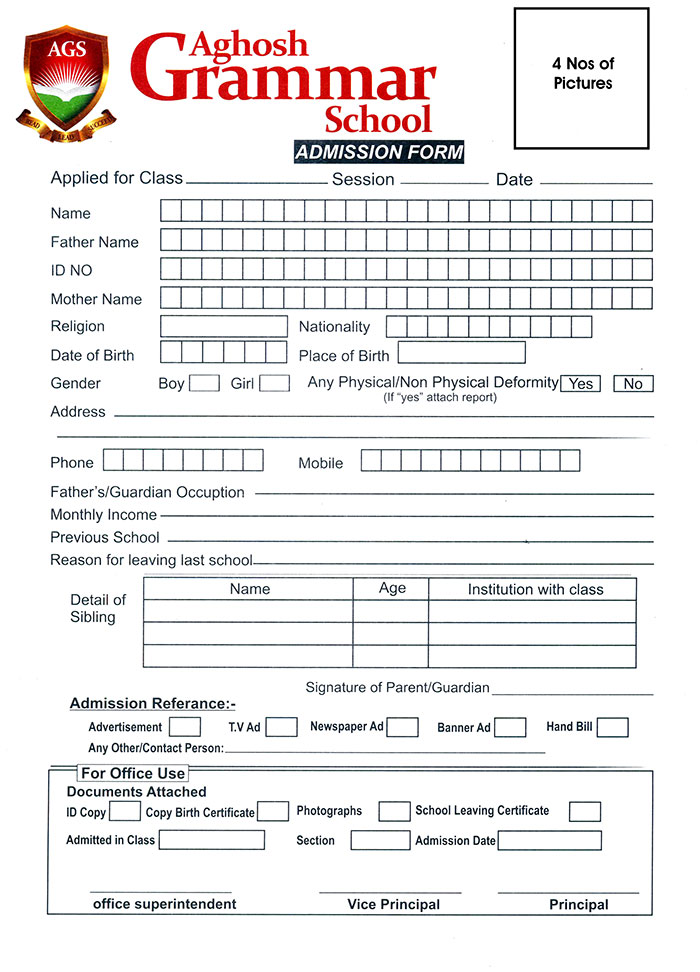 AGS
READ LEAD SUCCEED
Aghosh
Grammar
School
4 Nos of
Pictures
ADMISSION FORM
Applied for Class Session Date
Name
Father Name
ID NO
Mother Name
Religion Nationality
Date of Birth Place of Birth
Gender Boy Girl Any Physical/Non Physical Deformity Yes No
(If “yes” attach report)
Address
Phone Mobile
Father's/Guardian Occuption
Monthly Income
Previous School
Reason for leaving last school
Name Age Institution with class
Detail of
Sibling
Signature of Parent/Guardian
Admission Referance:-
Advertisement T.V Ad Newspaper Ad Banner Ad Hand Bill
Any Other/Contact Person:
For Office Use
Documents Attached
ID Copy Copy Birth Certificate Photographs School Leaving Certificate
Admitted in Class Section Admission Date
office superintendent Vice Principal Principal